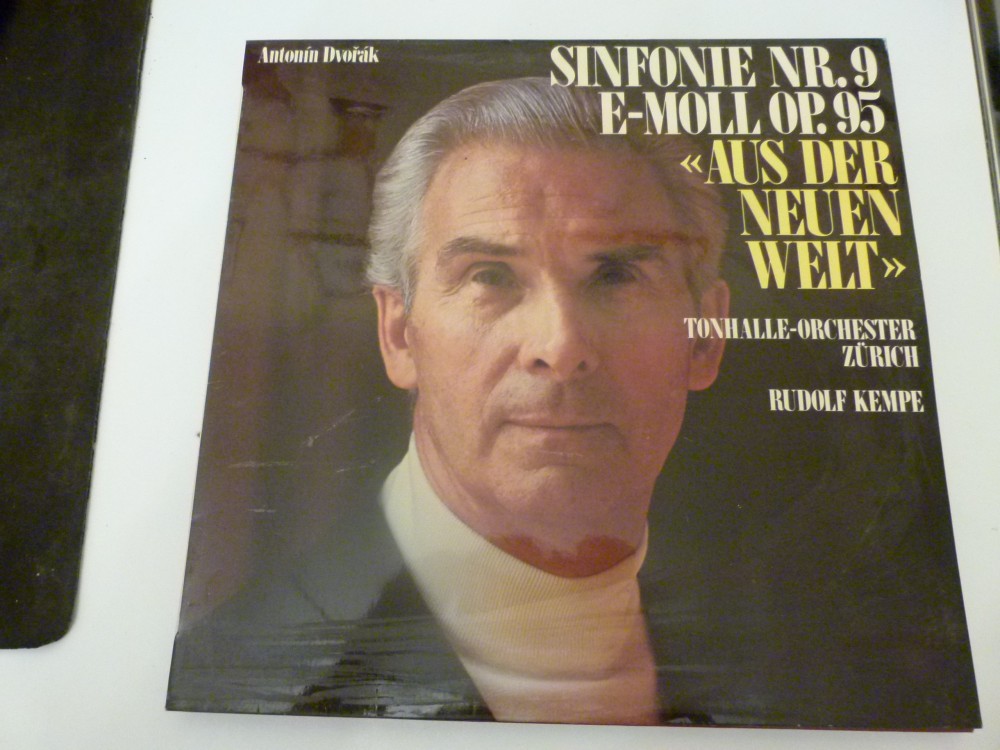 Antonín Dvořák
SINFONIE NR. 9
E-MOLL OP. 95
«AUS DER
NEUEN
WELT»
TONHALLE-ORCHESTER
ZÜRICH
RUDOLF KEMPE